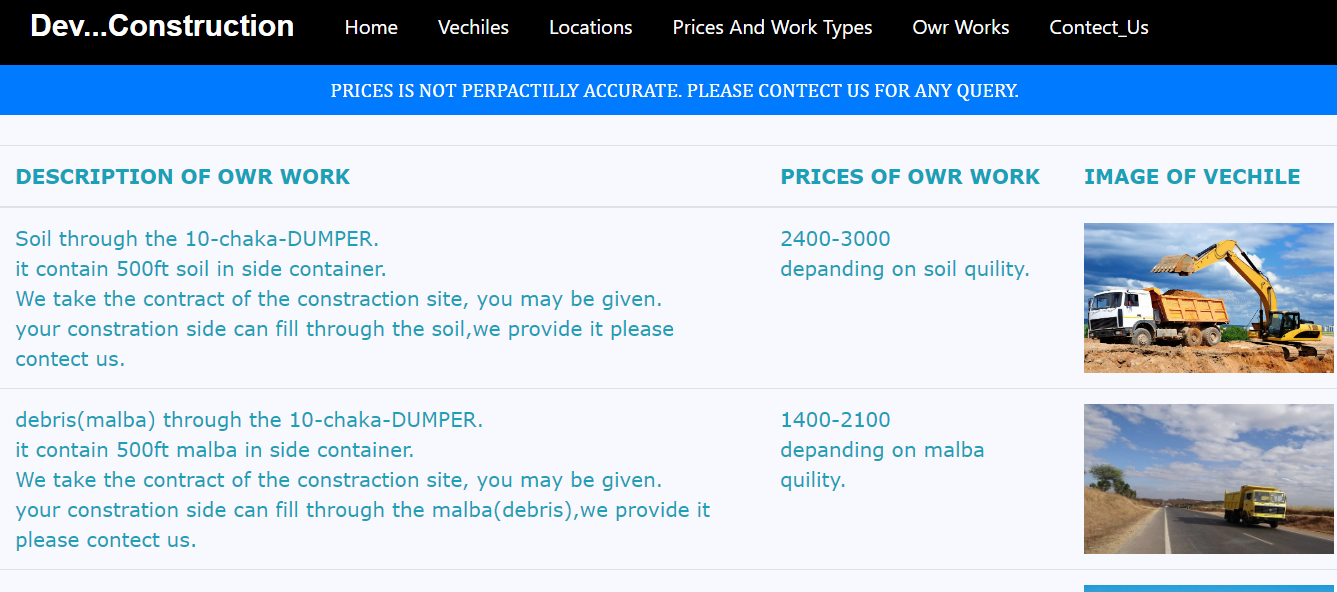 Dev...Construction
Home Vechiles Locations Prices And Work Types Owr Works Contect_Us
PRICES IS NOT PERPACTILLY ACCURATE. PLEASE CONTECT US FOR ANY QUERY.
DESCRIPTION OF OWR WORK PRICES OF OWR WORK IMAGE OF VECHILE
Soil through the 10-chaka-DUMPER.
it contain 500ft soil in side container.
We take the contract of the constraction site, you may be given.
your constration side can fill through the soil,we provide it please
contect us.
2400-3000
depanding on soil quility.
debris(malba) through the 10-chaka-DUMPER.
it contain 500ft malba in side container.
We take the contract of the constraction site, you may be given.
your constration side can fill through the malba(debris),we provide it
please contect us.
1400-2100
depanding on malba
quility.